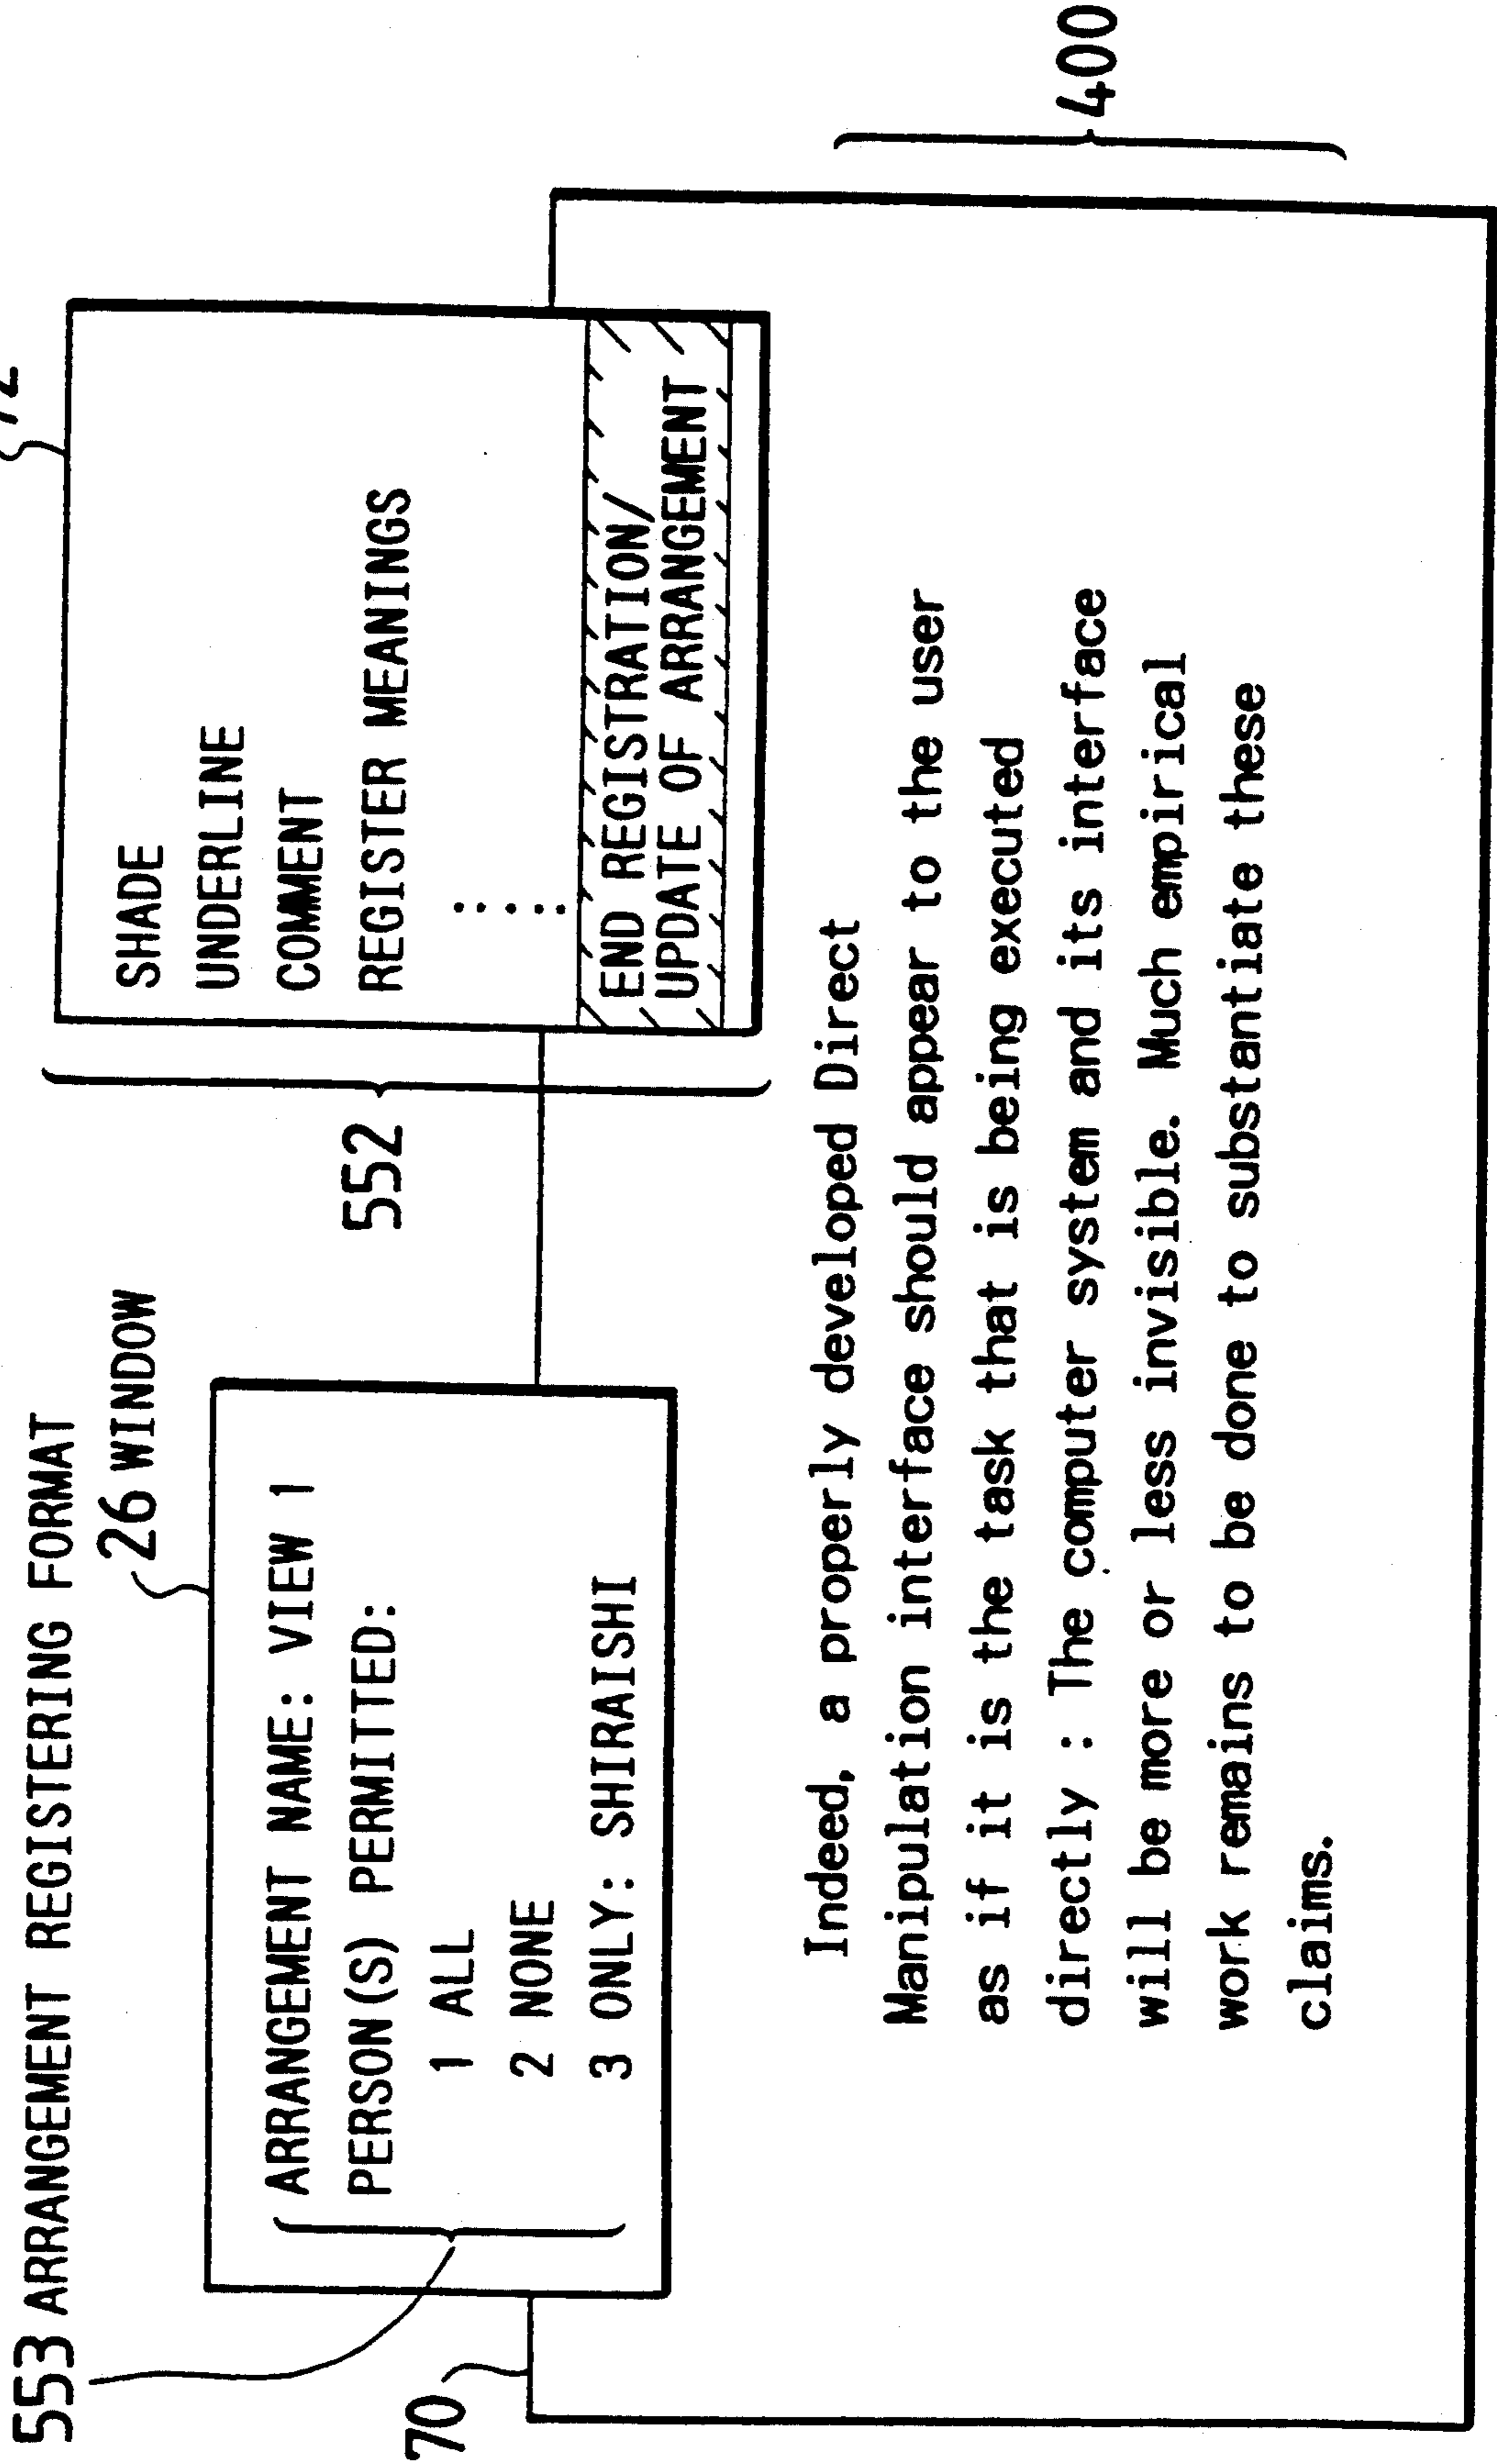 553 ARRANGEMENT REGISTERING FORMAT
26 WINDOW
ARRANGEMENT NAME: VIEW 1
PERSON(S) PERMITTED:
1 ALL
2 NONE
3 ONLY: SHIRAISHI
552
SHADE
UNDERLINE
COMMENT
REGISTER MEANINGS
.....
END REGISTRATION/
UPDATE OF ARRANGEMENT
70
Indeed, a properly developed Direct
Manipulation interface should appear to the user
as if it is the task that is being executed
directly : The computer system and its interface
will be more or less invisible. Much empirical
work remains to be done to substantiate these
claims.
400